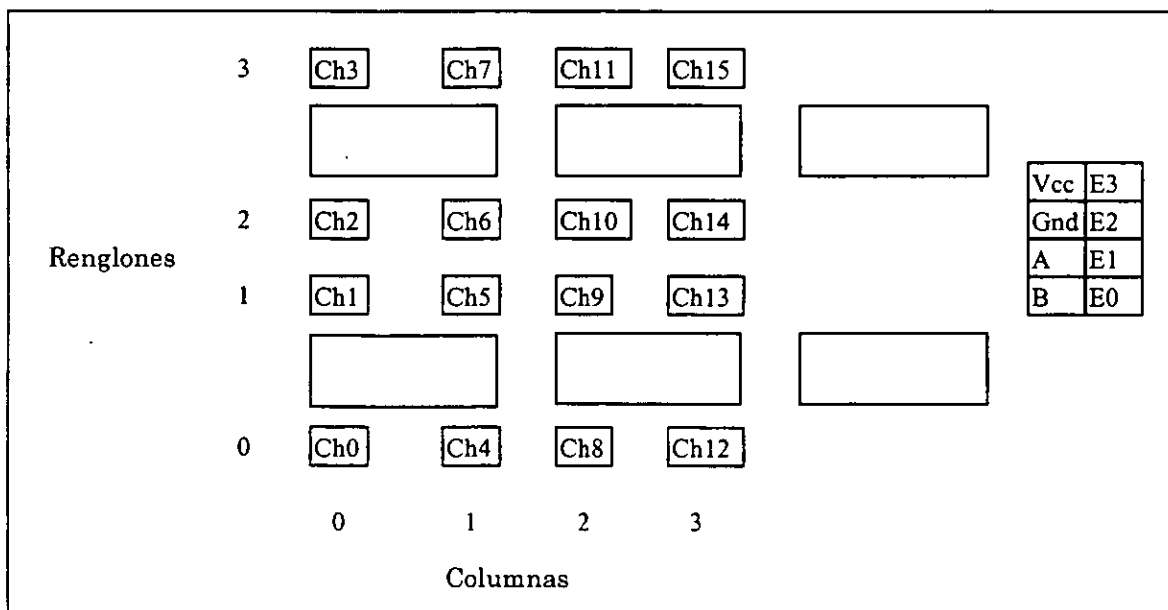 3 Ch3 Ch7 Ch11 Ch15
Vcc E3
2 Ch2 Ch6 Ch10 Ch14 Gnd E2
Renglones A E1
1 Ch1 Ch5 Ch9 Ch13 B E0
0 Ch0 Ch4 Ch8 Ch12
0 1 2 3
Columnas